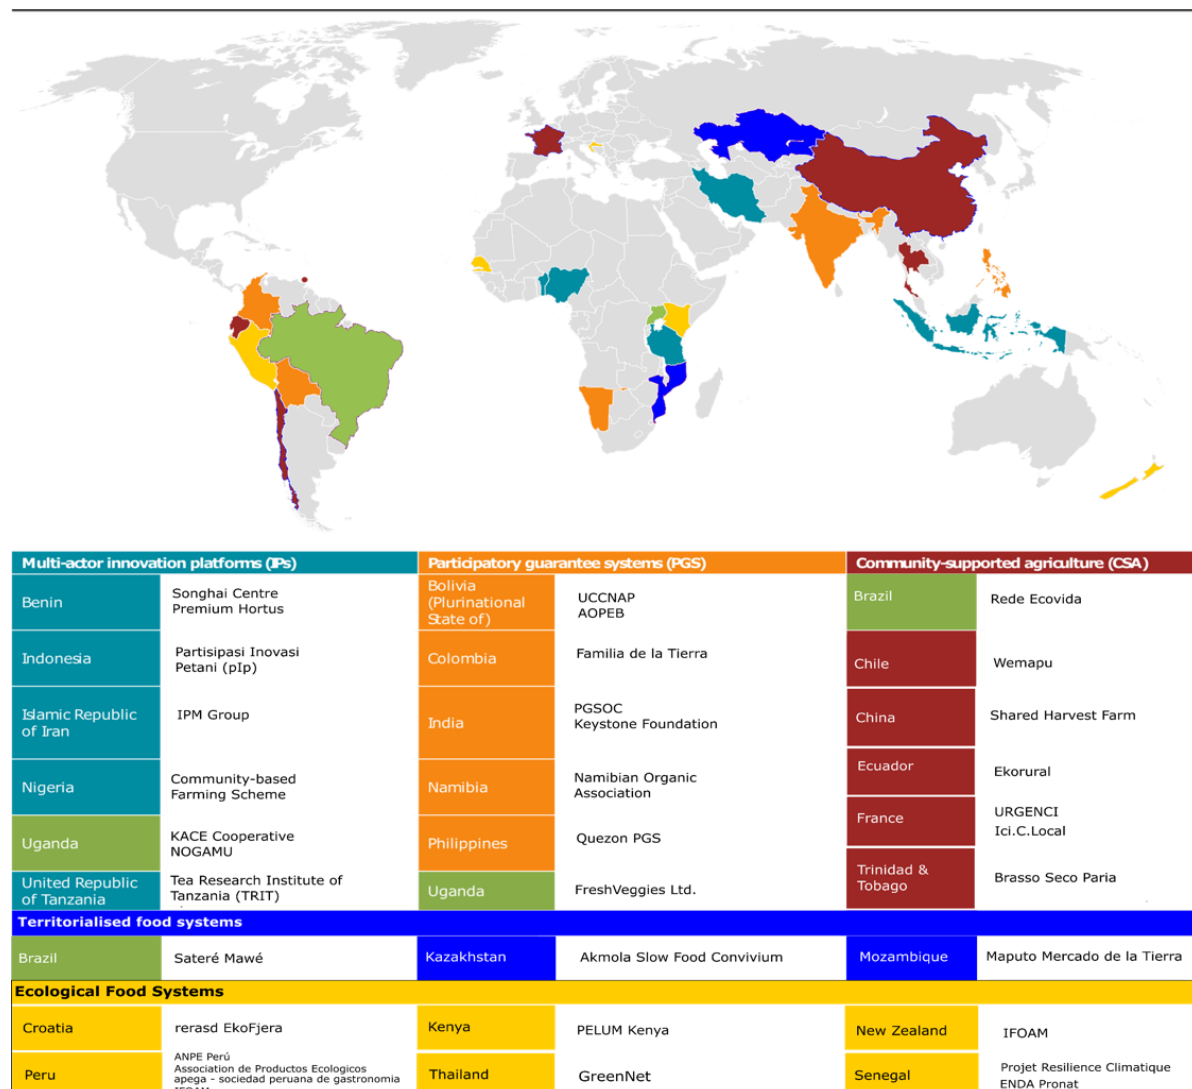 Multi-actor innovation platforms (IPs)
Participatory guarantee systems (PGS)
Community-supported agriculture (CSA)
Benin
Songhai Centre
Premium Hortus
Bolivia
(Plurinational
State of)
UCCNAP
AOPEB
Brazil
Rede Ecovida
Indonesia
Partisipasi Inovasi
Petani (pIp)
Colombia
Familia de la Tierra
Chile
Wemapu
Islamic Republic
of Iran
IPM Group
India
PGSOC
Keystone Foundation
China
Shared Harvest Farm
Nigeria
Community-based
Farming Scheme
Namibia
Namibian Organic
Association
Ecuador
Ekorural
France
URGENCI
Ici.C.Local
Uganda
KACE Cooperative
NOGAMU
Philippines
Quezon PGS
Trinidad &
Tobago
Brasso Seco Paria
United Republic
of Tanzania
Tea Research Institute of
Tanzania (TRIT)
Uganda
FreshVeggies Ltd.
Territorialised food systems
Brazil
Sateré Mawé
Kazakhstan
Akmola Slow Food Convivium
Mozambique
Maputo Mercado de la Tierra
Ecological Food Systems
Croatia
rerasd EkoFjera
Kenya
PELUM Kenya
New Zealand
IFOAM
Peru
ANPE Perú
Association de Productos Ecologicos
apega - sociedad peruana de gastronomia
Thailand
GreenNet
Senegal
Projet Resilience Climatique
ENDA Pronat